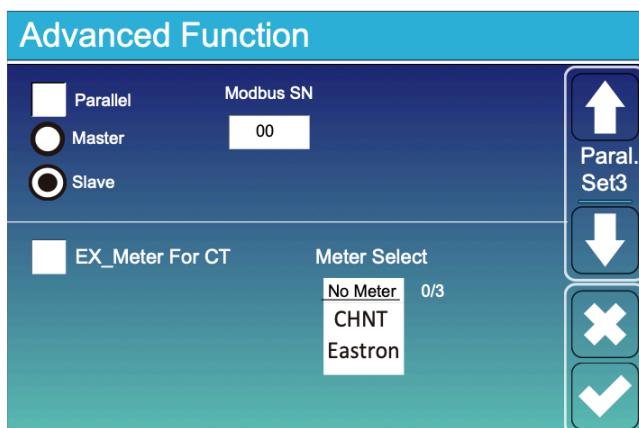 Advanced Function
Parallel
Modbus SN
Master
00
Slave
Paral.
Set3
EX_Meter For CT
Meter Select
No Meter
0/3
CHNT
Eastron